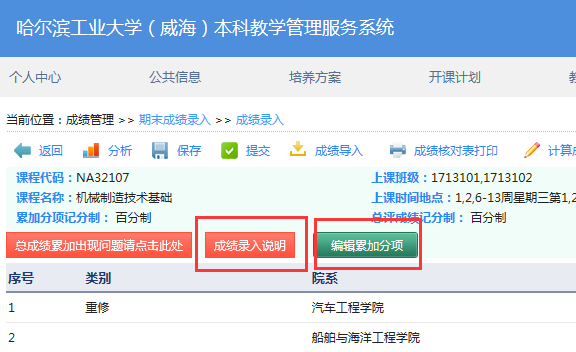 哈尔滨工业大学（威海）本科教学管理服务系统
个人中心 公共信息 培养方案 开课计划
当前位置：成绩管理 >> 期末成绩录入 >> 成绩录入
返回 分析 保存 提交 成绩导入 成绩核对表打印 计算
课程代码：NA32107 上课班级：1713101,1713102
课程名称：机械制造技术基础 上课时间地点：1,2,6-13周星期三第1,2
累加分项记分制： 百分制 总评成绩记分制： 百分制
总成绩累加出现问题请点击此处 成绩录入说明 编辑累加分项
序号 类别 院系
1 重修 汽车工程学院
2 船舶与海洋工程学院